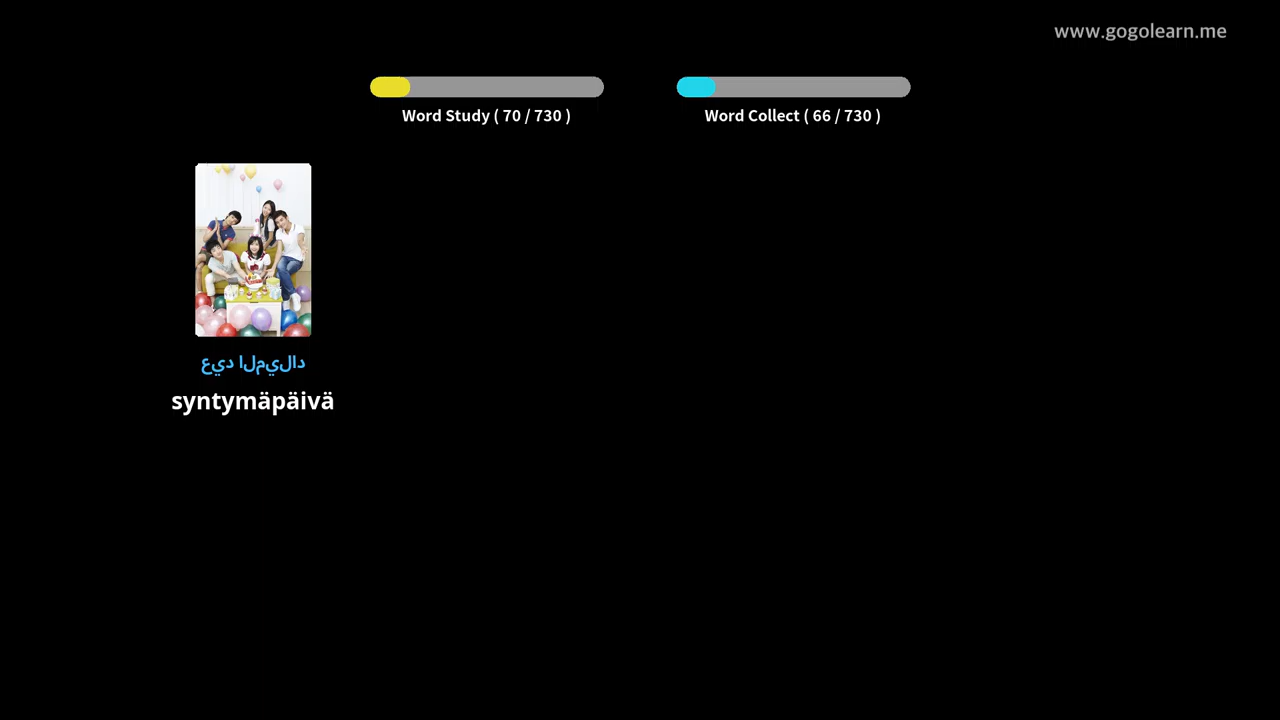 www.gogolearn.me
Word Study ( 70 / 730 )
Word Collect ( 66 / 730 )
عيد الميلاد
syntymäpäivä